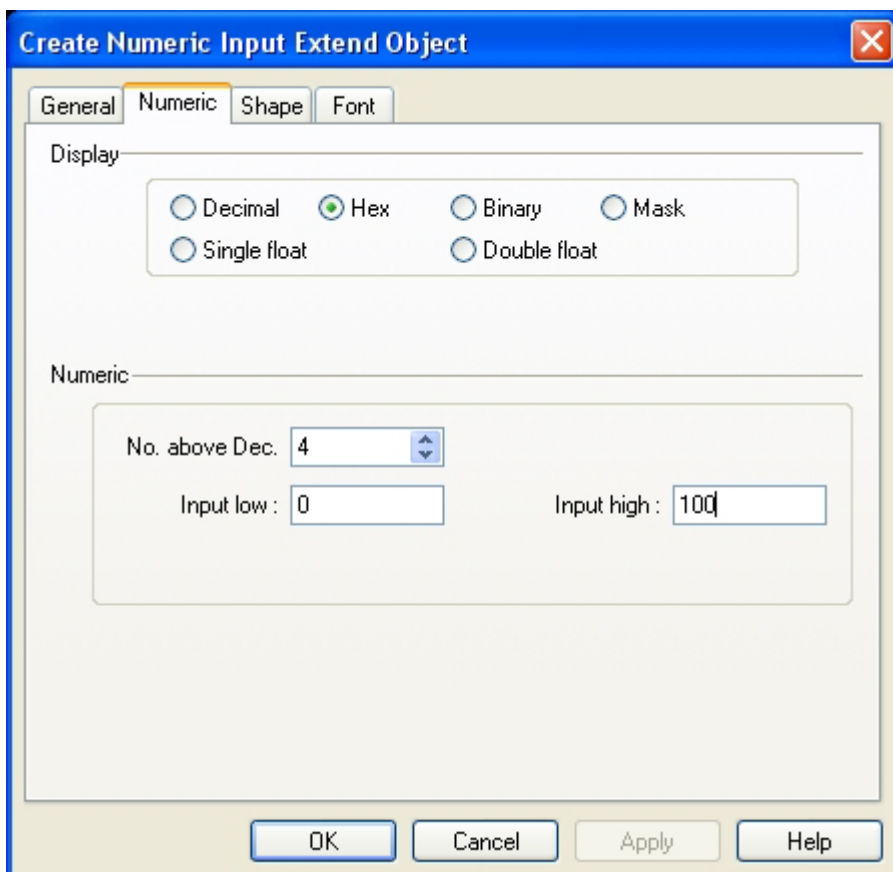 Create Numeric Input Extend Object
General Numeric Shape Font
Display
Decimal Hex Binary Mask
Single float Double float
Numeric
No. above Dec. 4
Input low : 0 Input high : 100
OK Cancel Apply Help